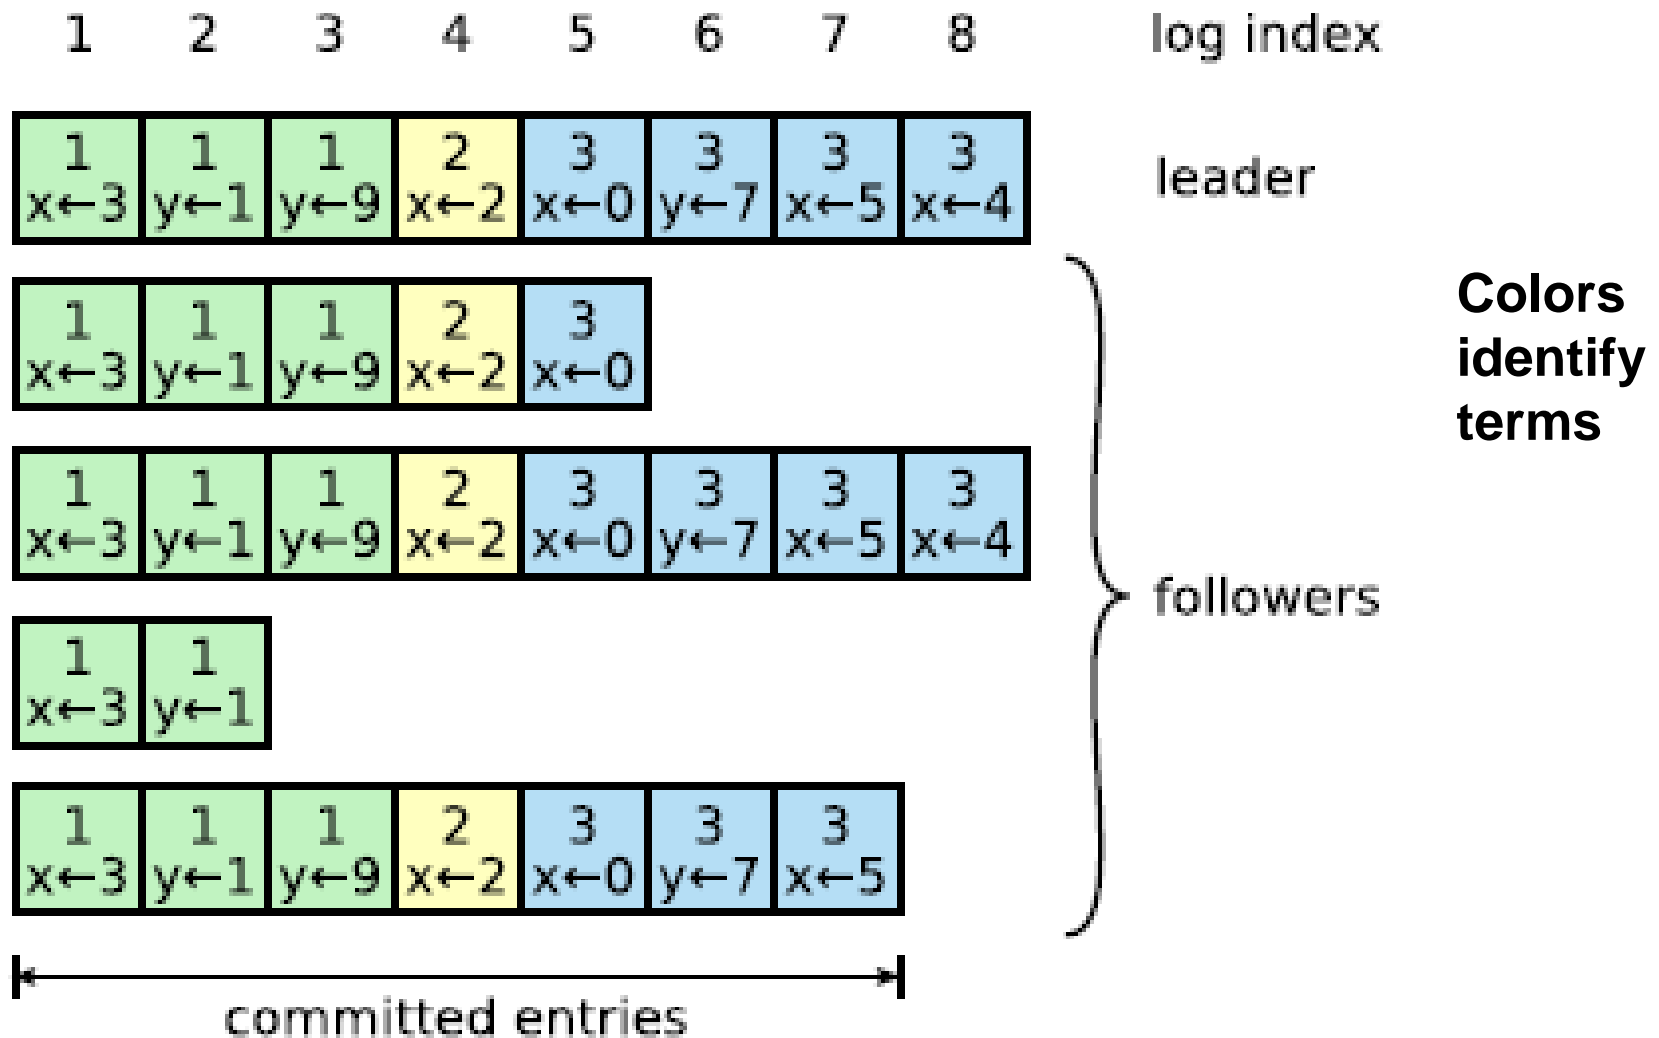 1 2 3 4 5 6 7 8 log index
1 1 1 2 3 3 3 3
x←3 y←1 y←9 x←2 x←0 y←7 x←5 x←4
leader
1 1 1 2 3
x←3 y←1 y←9 x←2 x←0
Colors
identify
terms
1 1 1 2 3 3 3 3
x←3 y←1 y←9 x←2 x←0 y←7 x←5 x←4
followers
1 1
x←3 y←1
1 1 1 2 3 3 3
x←3 y←1 y←9 x←2 x←0 y←7 x←5
committed entries